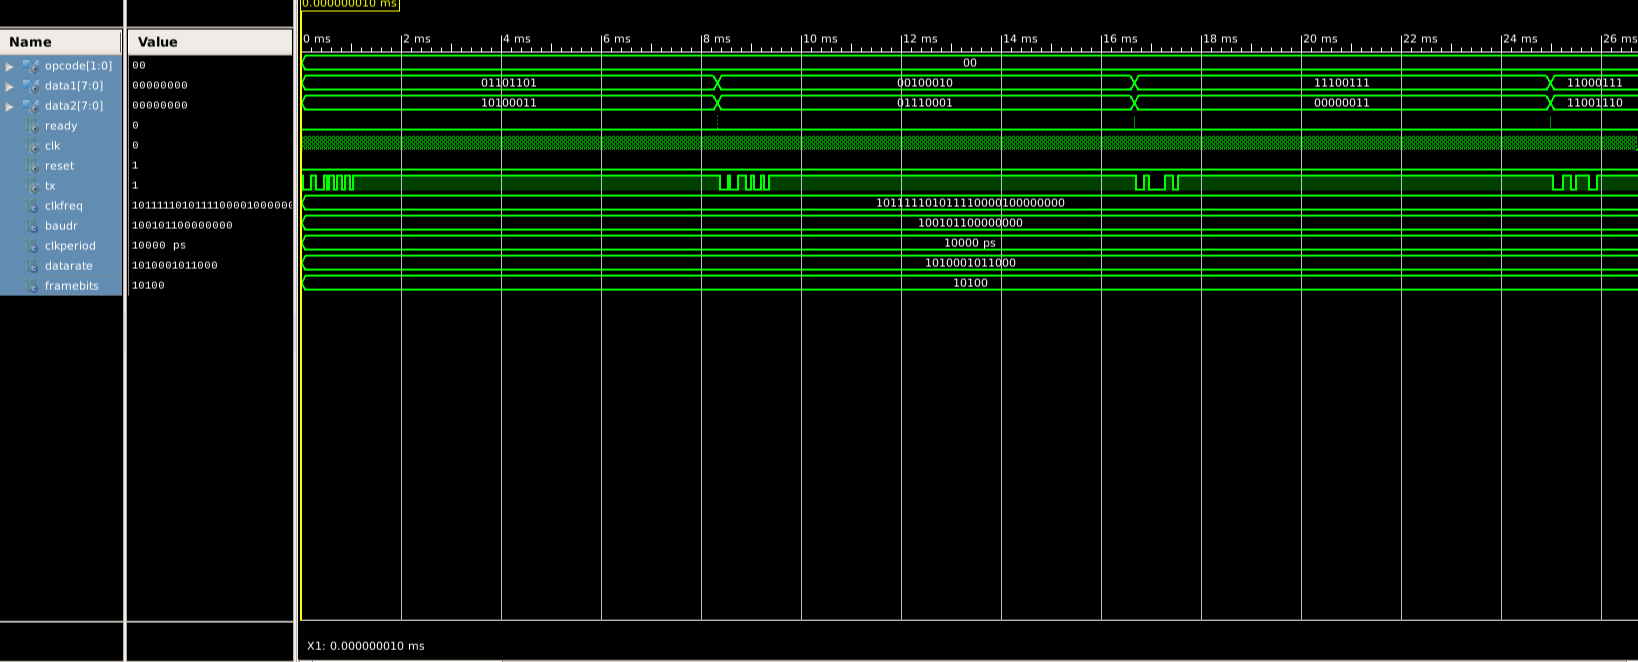 0.000000010 ms
Name Value 0 ms 2 ms 4 ms 6 ms 8 ms 10 ms 12 ms 14 ms 16 ms 18 ms 20 ms 22 ms 24 ms 26 ms
opcode[1:0] 00 00
data1[7:0] 00000000 01101101 00100010 11100111 11000111
data2[7:0] 00000000 10100011 01110001 00000011 11001110
ready 0
clk 0
reset 1
tx 1
clkfreq 101111101011110000100000 101111101011110000100000000
baudr 100101100000000 100101100000000
clkperiod 10000 ps 10000 ps
datarate 1010001011000 1010001011000
framebits 10100 10100
X1: 0.000000010 ms